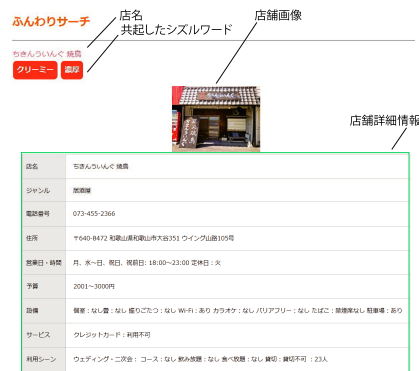 店名
店舗画像
ふんわりサーチ
共起したシズルワード
ちきんういんぐ 焼鳥
クリーミー 濃厚
店舗詳細情報
店名 ちきんういんぐ 焼鳥
ジャンル 居酒屋
電話番号 073-455-2366
住所 〒640-8472 和歌山県和歌山市大谷351 ウイング山路105号
営業日・時間 月、水～日、祝日、祝前日: 18:00～23:00 定休日：火
予算 2001～3000円
設備 個室：なし畳：なし 掘りごたつ：なし Wi-Fi：あり カラオケ：なし バリアフリー：なし たばこ：禁煙席なし 駐車場：あり
サービス クレジットカード：利用不可
利用シーン ウェディング・二次会： コース：なし 飲み放題：なし 食べ放題：なし 貸切：貸切不可 ：23人